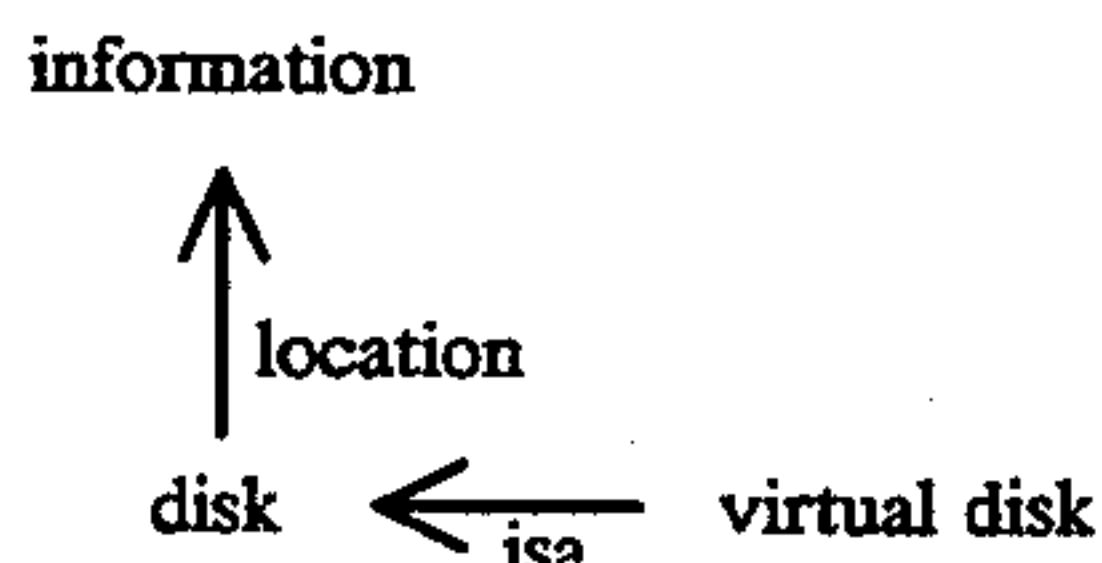 information
location
disk
virtual disk
isa